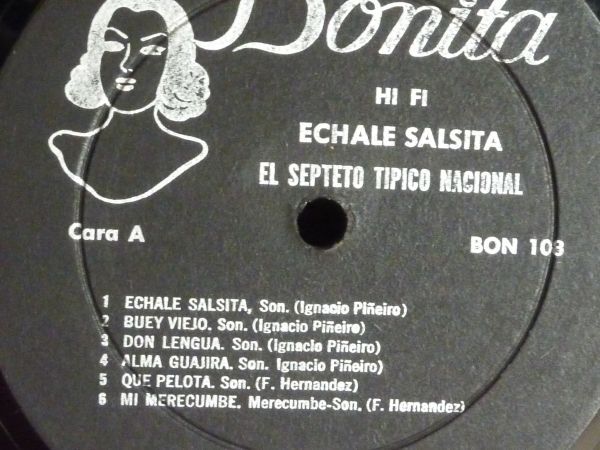 Bonita
HI FI
ECHALE SALSITA
EL SEPTETO TIPICO NACIONAL
Cara A
BON 103
1 ECHALE SALSITA, Son. (Ignacio Piñeiro)
2 BUEY VIEJO. Son. (Ignacio Piñeiro)
3 DON LENGUA. Son. (Ignacio Piñeiro)
4 ALMA GUAJIRA. Son. Ignacio Piñeiro)
5 QUE PELOTA. Son. (F. Hernandez)
6 MI MERECUMBE. Merecumbe-Son. (F. Hernandez)